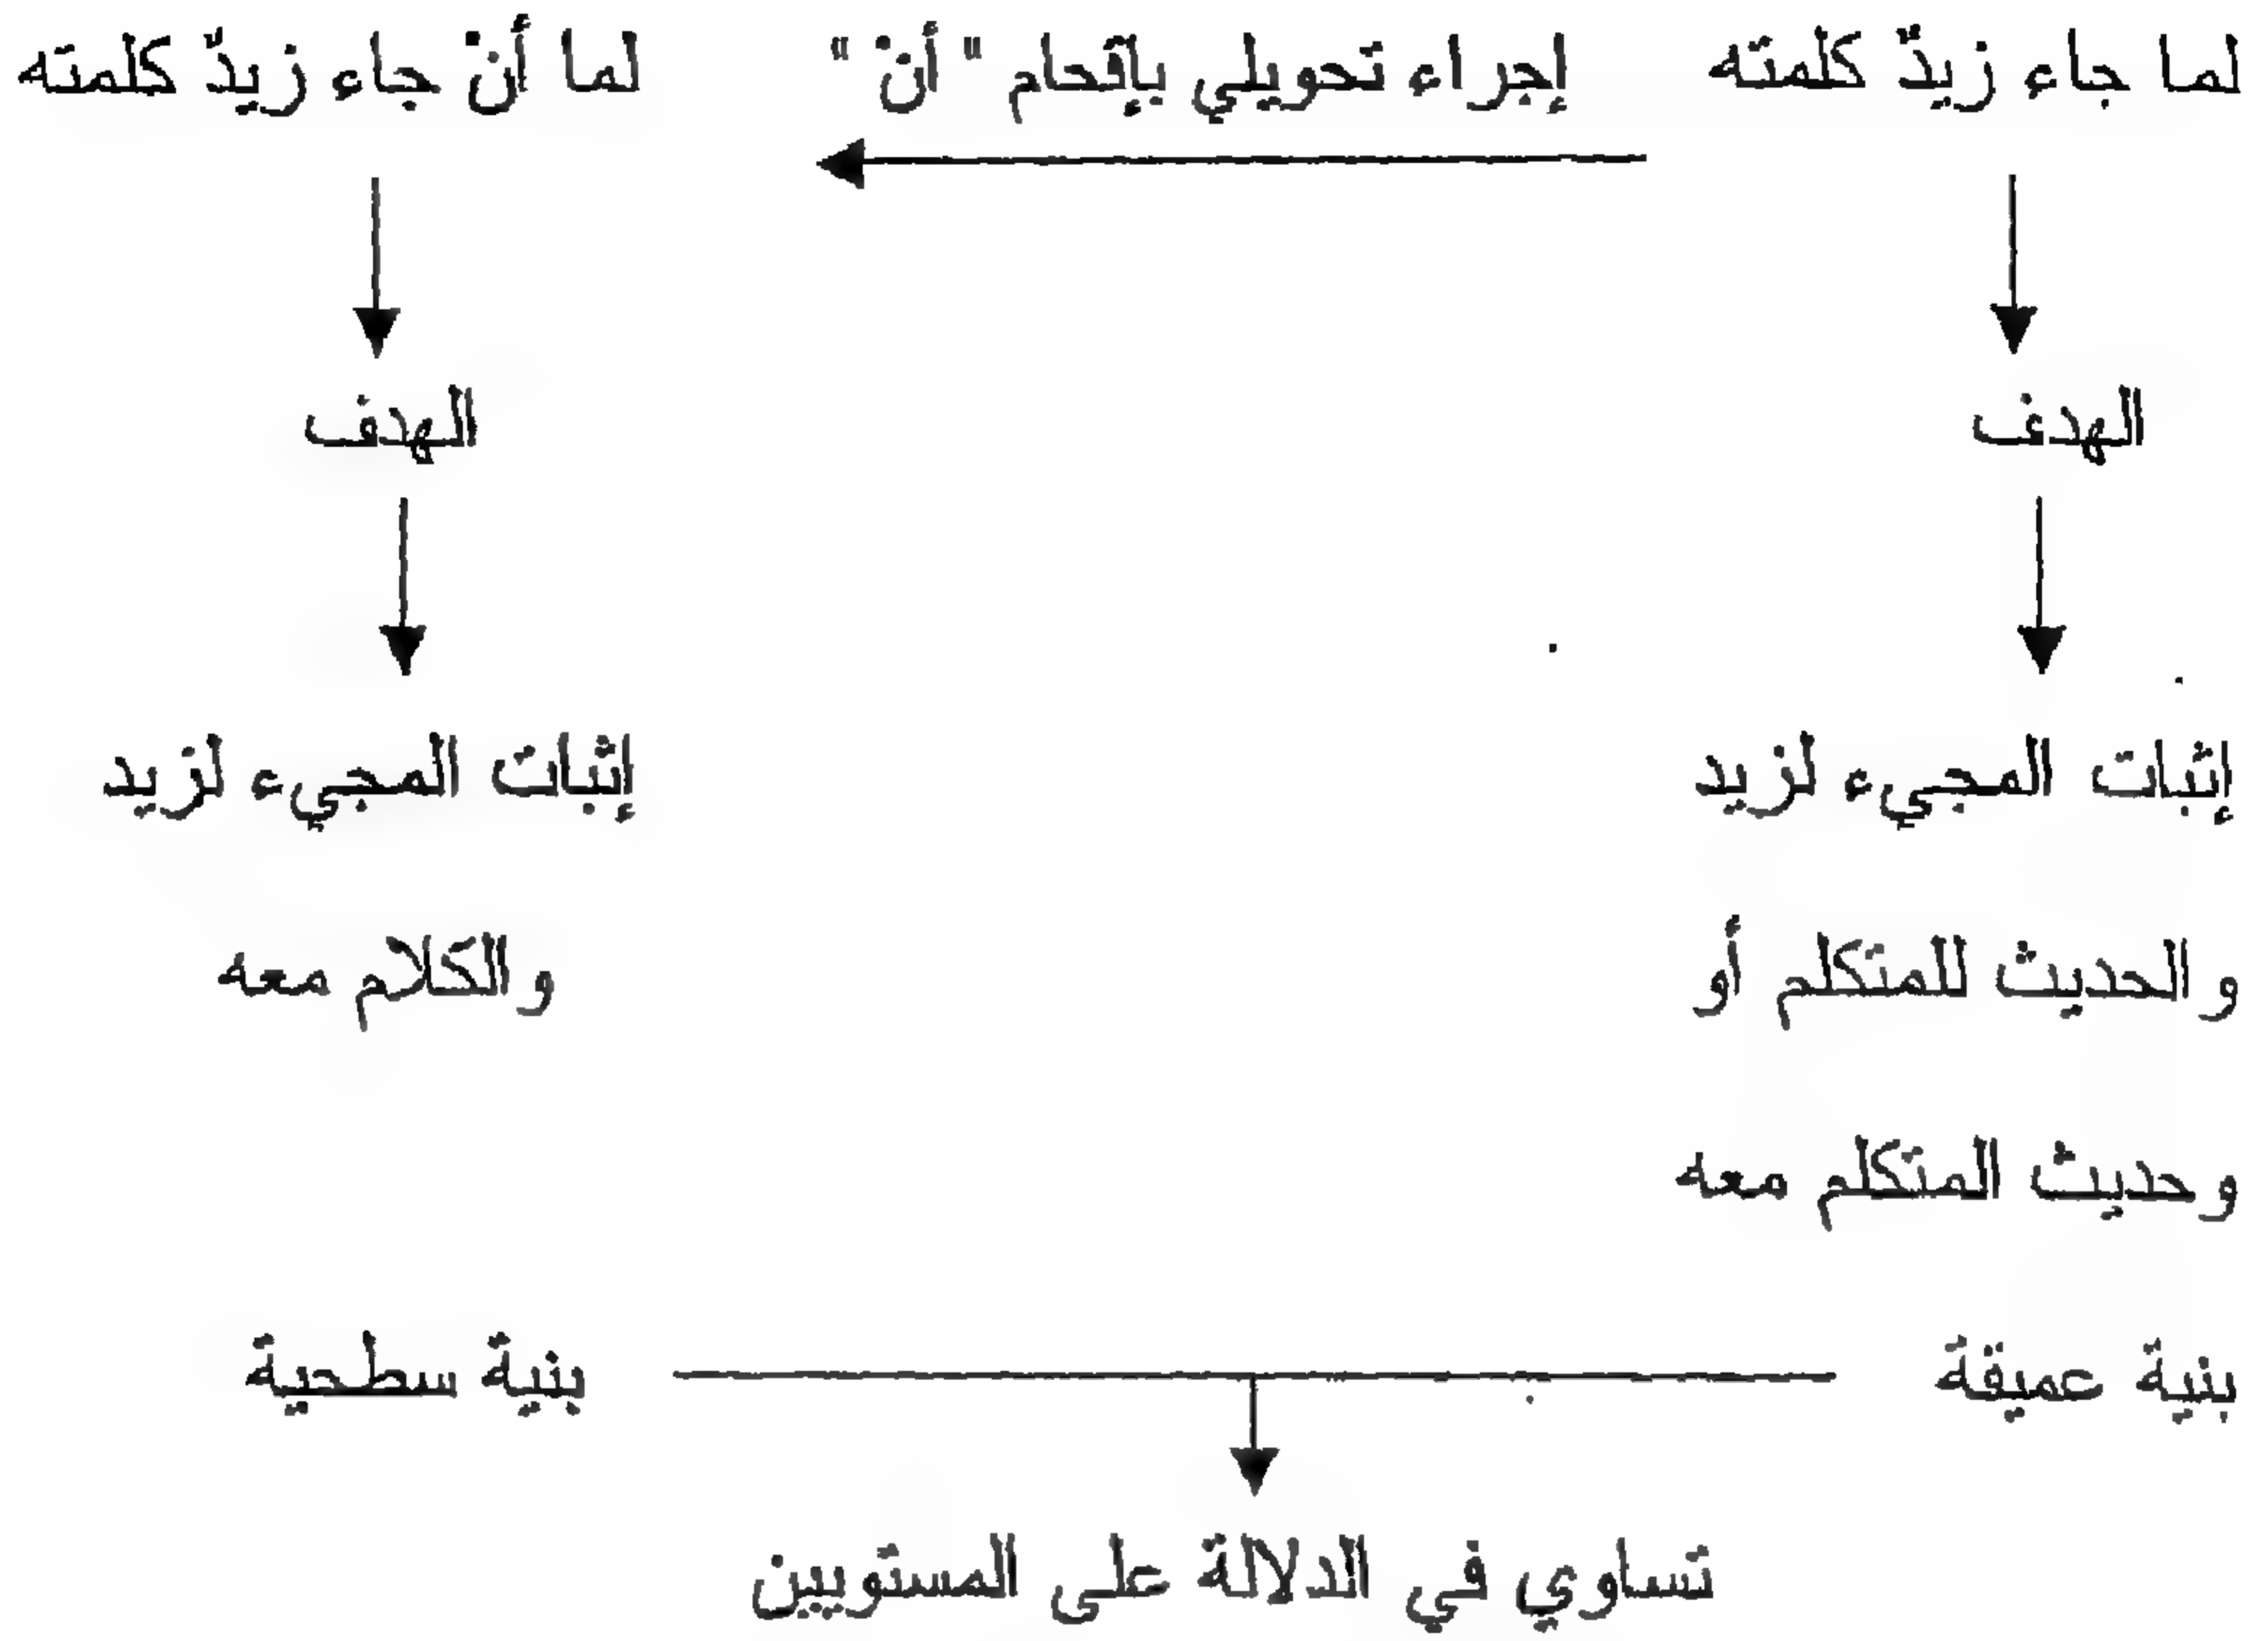 لما جاء زيدٌ كلمته إجراء تحويلي بإقحام " أنْ " لما أنْ جاء زيدٌ كلمته
الهدف الهدف
إثبات المجيء لزيد إثبات المجيء لزيد
والحديث للمتكلم أو والكلام معه
وحديث المتكلم معه
بنية عميقة بنية سطحية
تساوي في الدلالة على المستويين